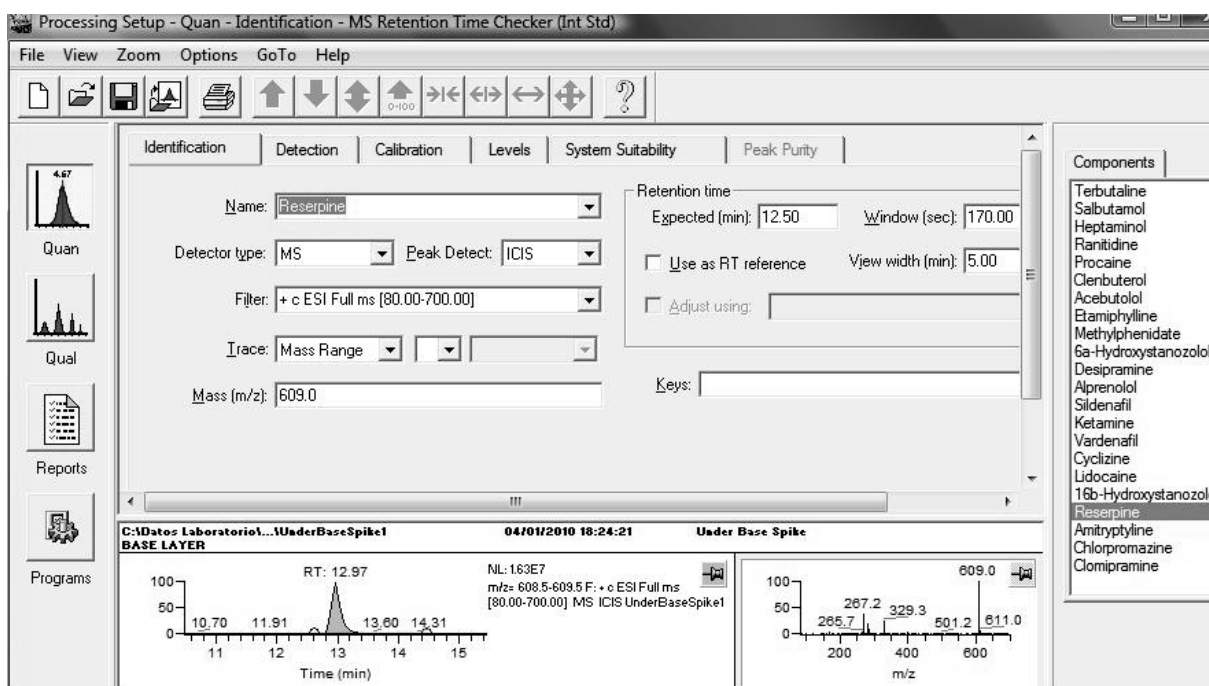 Processing Setup - Quan - Identification - MS Retention Time Checker (Int Std)
File View Zoom Options GoTo Help
0-100
Identification Detection Calibration Levels System Suitability Peak Purity
4.67
Quan
Qual
Reports
Programs
Name: Reserpine
Detector type: MS Peak Detect: ICIS
Filter: + c ESI Full ms [80.00-700.00]
Trace: Mass Range
Mass (m/z): 609.0
Retention time
Expected (min): 12.50 Window (sec): 170.00
Use as RT reference View width (min): 5.00
Adjust using:
Keys:
Components
Terbutaline
Salbutamol
Heptaminol
Ranitidine
Procaine
Clenbuterol
Acebutolol
Etamiphylline
Methylphenidate
6a-Hydroxystanozolol
Desipramine
Alprenolol
Sildenafil
Ketamine
Vardenafil
Cyclizine
Lidocaine
16b-Hydroxystanozol
Reserpine
Amitryptyline
Chlorpromazine
Clomipramine
C:\Datos Laboratorio\...\UnderBaseSpike1 04/01/2010 18:24:21 Under Base Spike
BASE LAYER
RT: 12.97
NL: 1.63E7
m/z= 608.5-609.5 F: + c ESI Full ms
[80.00-700.00] MS ICIS UnderBaseSpike1
100
50
0
10.70 11.91 13.60 14.31
11 12 13 14 15
Time (min)
609.0
100
50
0
267.2 329.3
265.7 501.2 611.0
200 400 600
m/z